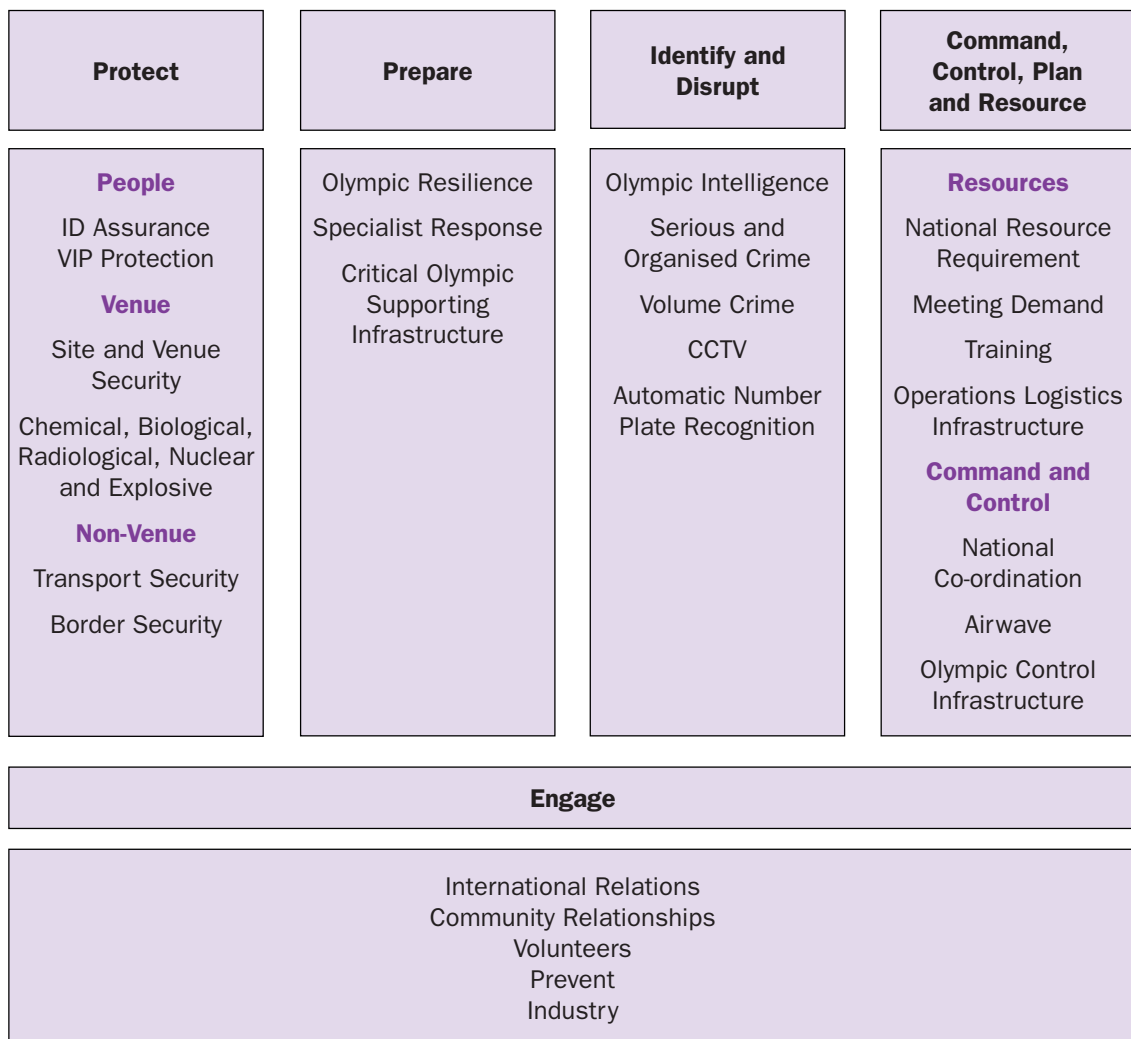 Protect
People
ID Assurance
VIP Protection
Venue
Site and Venue
Security
Chemical, Biological,
Radiological, Nuclear
and Explosive
Non-Venue
Transport Security
Border Security
Prepare
Olympic Resilience
Specialist Response
Critical Olympic
Supporting
Infrastructure
Identify and
Disrupt
Olympic Intelligence
Serious and
Organised Crime
Volume Crime
CCTV
Automatic Number
Plate Recognition
Command,
Control, Plan
and Resource
Resources
National Resource
Requirement
Meeting Demand
Training
Operations Logistics
Infrastructure
Command and
Control
National
Co-ordination
Airwave
Olympic Control
Infrastructure
Engage
International Relations
Community Relationships
Volunteers
Prevent
Industry